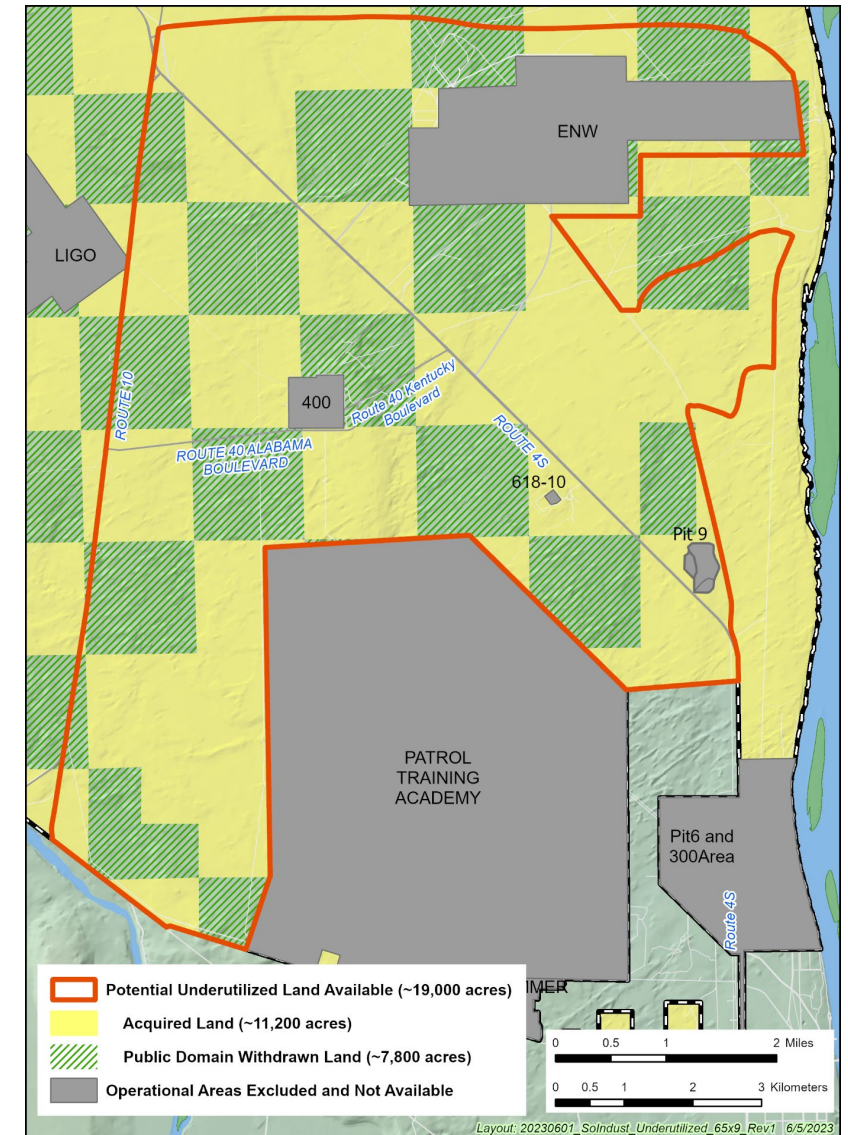 ENW
LIGO
ROUTE 10
400
Route 40 Kentucky
Boulevard
ROUTE 40 ALABAMA
BOULEVARD
ROUTE 4S
618-10
Pit 9
PATROL
TRAINING
ACADEMY
Pit6 and
300Area
Route 4S
MMER
Potential Underutilized Land Available (~19,000 acres)
Acquired Land (~11,200 acres)
Public Domain Withdrawn Land (~7,800 acres)
Operational Areas Excluded and Not Available
0 0.5 1 2 Miles
0 0.5 1 2 3 Kilometers
Layout: 20230601_SolIndust_Underutilized_65x9_Rev1 6/5/2023